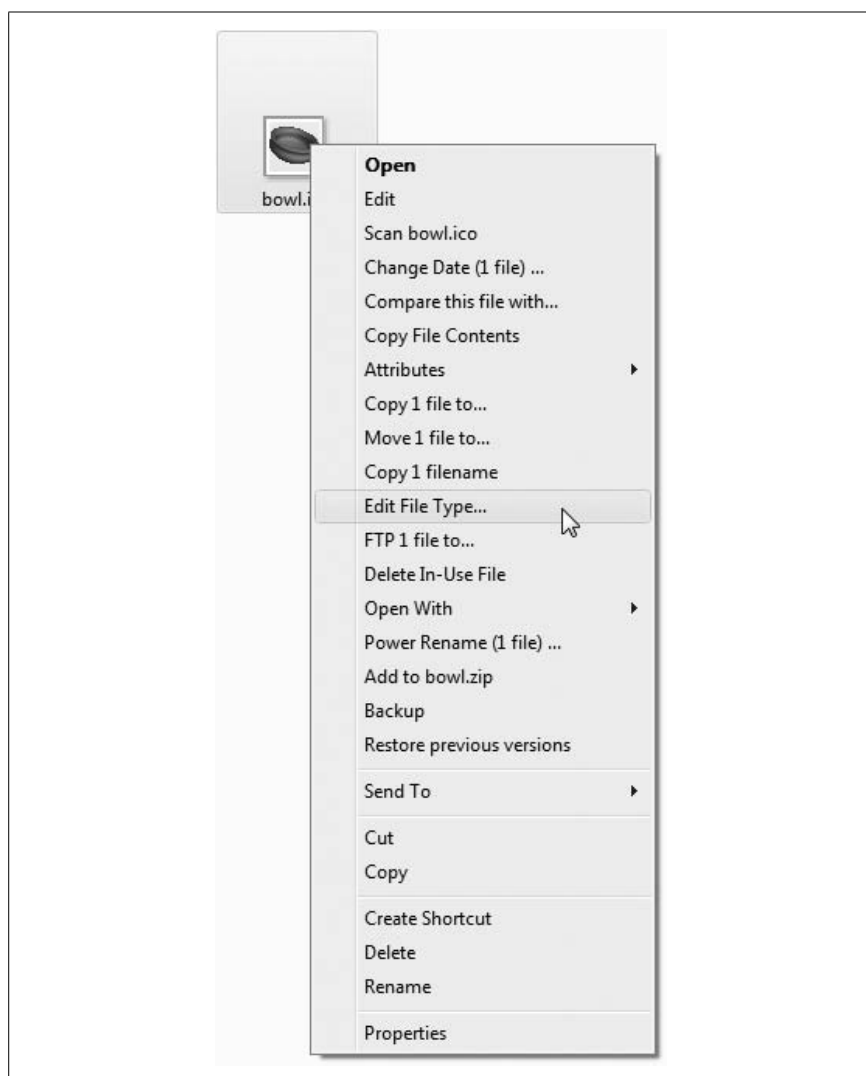 bowl.i
Open
Edit
Scan bowl.ico
Change Date (1 file) ...
Compare this file with...
Copy File Contents
Attributes
Copy 1 file to...
Move 1 file to...
Copy 1 filename
Edit File Type...
FTP 1 file to...
Delete In-Use File
Open With
Power Rename (1 file) ...
Add to bowl.zip
Backup
Restore previous versions
Send To
Cut
Copy
Create Shortcut
Delete
Rename
Properties